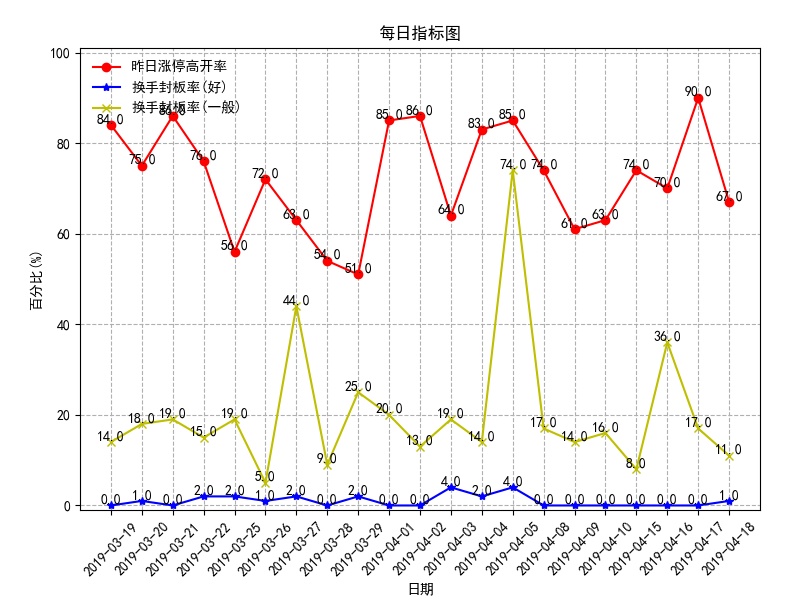 每日指标图
昨日涨停高开率
换手封板率(好)
换手封板率(一般)
百分比(%)
100
80
60
40
20
0
84.0 75.0 86.0 76.0 56.0 72.0 63.0 54.0 51.0 85.0 86.0 64.0 83.0 85.0 74.0 61.0 63.0 74.0 70.0 90.0 67.0
14.0 18.0 19.0 15.0 19.0 5.0 44.0 9.0 25.0 20.0 13.0 19.0 14.0 74.0 17.0 14.0 16.0 8.0 36.0 17.0 11.0
0.0 1.0 0.0 2.0 2.0 1.0 2.0 0.0 2.0 0.0 0.0 4.0 2.0 4.0 0.0 0.0 0.0 0.0 0.0 0.0 1.0
2019-03-19 2019-03-20 2019-03-21 2019-03-22 2019-03-25 2019-03-26 2019-03-27 2019-03-28 2019-03-29 2019-04-01 2019-04-02 2019-04-03 2019-04-04 2019-04-05 2019-04-08 2019-04-09 2019-04-10 2019-04-15 2019-04-16 2019-04-17 2019-04-18
日期